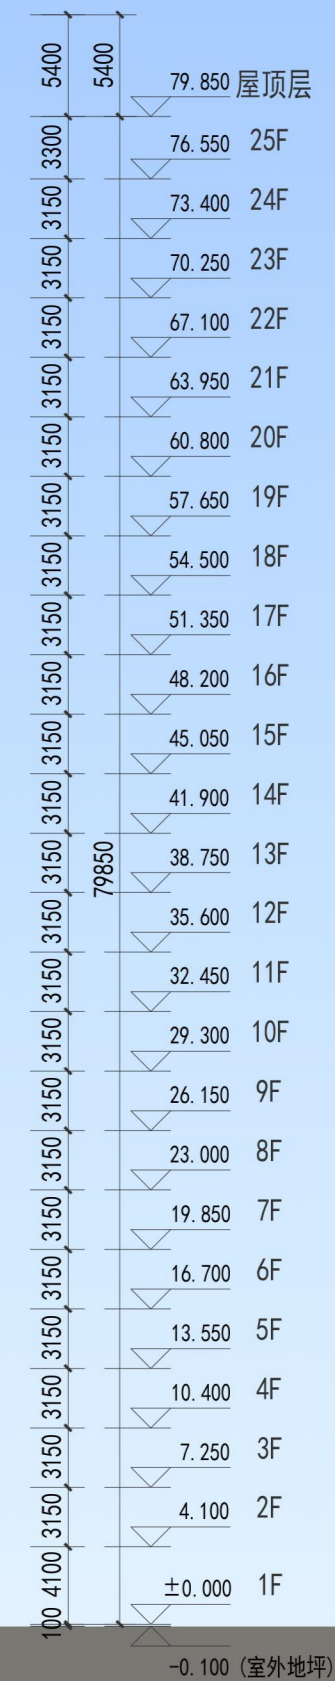 5400 5400
79.850 屋顶层
3300
76.550 25F
3150
73.400 24F
3150
70.250 23F
3150
67.100 22F
3150
63.950 21F
3150
60.800 20F
3150
57.650 19F
3150
54.500 18F
3150
51.350 17F
3150
48.200 16F
3150
45.050 15F
3150
41.900 14F
3150
79850
38.750 13F
3150
35.600 12F
3150
32.450 11F
3150
29.300 10F
3150
26.150 9F
3150
23.000 8F
3150
19.850 7F
3150
16.700 6F
3150
13.550 5F
3150
10.400 4F
3150
7.250 3F
3150
4.100 2F
4100
±0.000 1F
100
-0.100 (室外地坪)